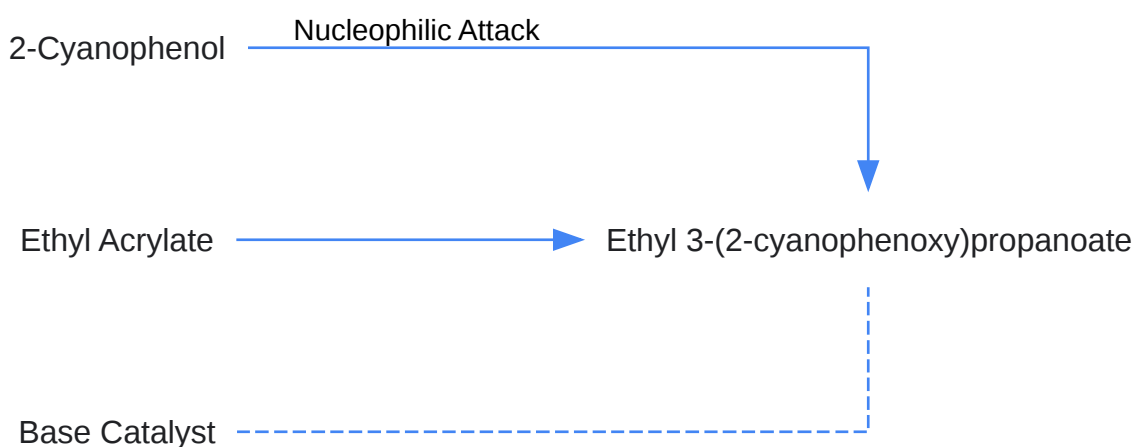 Nucleophilic Attack
2-Cyanophenol
Ethyl Acrylate
Ethyl 3-(2-cyanophenoxy)propanoate
Base Catalyst